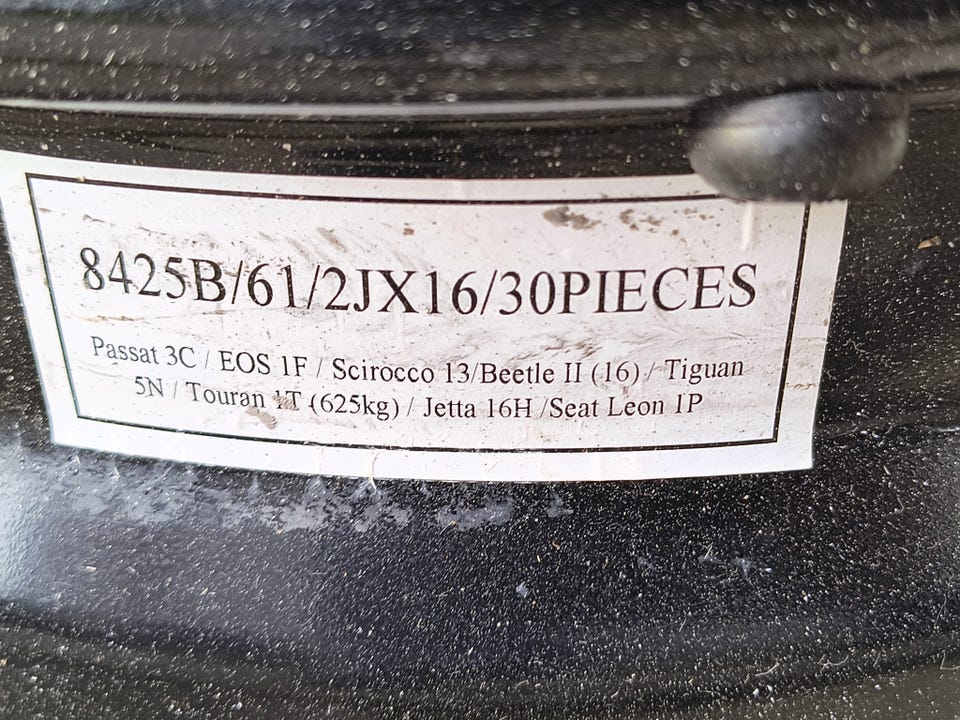 8425B/61/2JX16/30PIECES
Passat 3C / EOS 1F / Scirocco 13/Beetle II (16) / Tiguan
5N / Touran 1T (625kg) / Jetta 16H /Seat Leon 1P